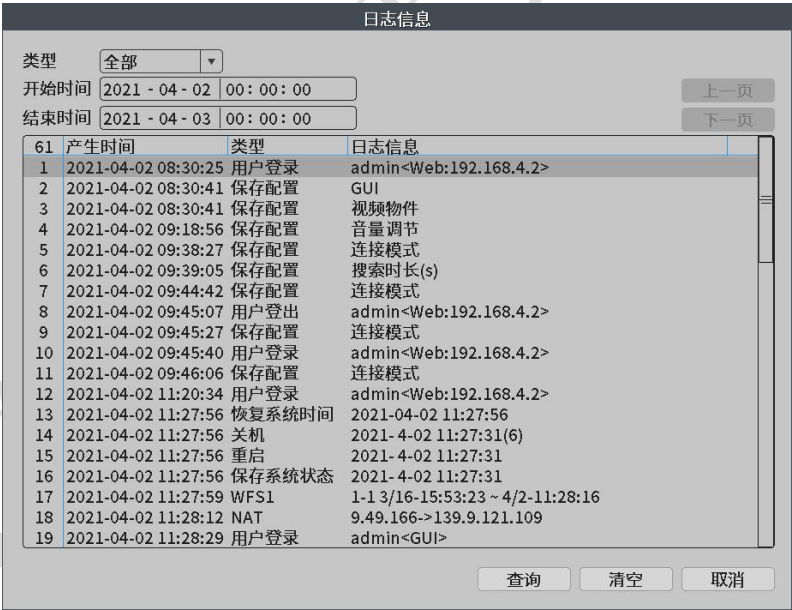 日志信息
类型 全部
开始时间 2021 - 04 - 02 00: 00: 00 上一页
结束时间 2021 - 04 - 03 00: 00: 00 下一页
61 产生时间 类型 日志信息
1 2021-04-02 08:30:25 用户登录 admin<Web:192.168.4.2>
2 2021-04-02 08:30:41 保存配置 GUI
3 2021-04-02 08:30:41 保存配置 视频物件
4 2021-04-02 09:18:56 保存配置 音量调节
5 2021-04-02 09:38:27 保存配置 连接模式
6 2021-04-02 09:39:05 保存配置 搜索时长(s)
7 2021-04-02 09:44:42 保存配置 连接模式
8 2021-04-02 09:45:07 用户登出 admin<Web:192.168.4.2>
9 2021-04-02 09:45:27 保存配置 连接模式
10 2021-04-02 09:45:40 用户登录 admin<Web:192.168.4.2>
11 2021-04-02 09:46:06 保存配置 连接模式
12 2021-04-02 11:20:34 用户登录 admin<Web:192.168.4.2>
13 2021-04-02 11:27:56 恢复系统时间 2021-04-02 11:27:56
14 2021-04-02 11:27:56 关机 2021- 4-02 11:27:31(6)
15 2021-04-02 11:27:56 重启 2021- 4-02 11:27:31
16 2021-04-02 11:27:56 保存系统状态 2021- 4-02 11:27:31
17 2021-04-02 11:27:59 WFS1 1-1 3/16-15:53:23 ~ 4/2-11:28:16
18 2021-04-02 11:28:12 NAT 9.49.166->139.9.121.109
19 2021-04-02 11:28:29 用户登录 admin<GUI>
查询 清空 取消